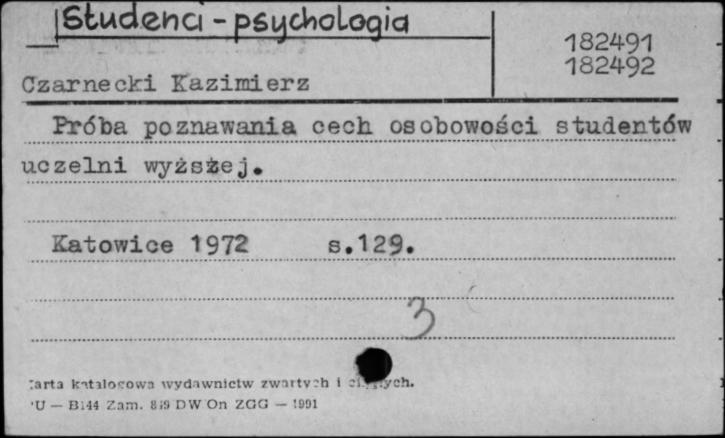 Studenci - psychologia
182491
182492
Czarnecki Kazimierz
Próba poznawania cech osobowości studentów
uczelni wyższej.
Katowice 1972 s.129.
3
Karta katalogowa wydawnictw zwartych i
PU — B144 Zam. 819 DW On ZGG — 1991